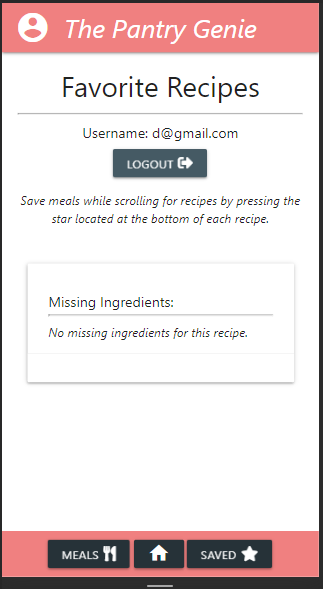 The Pantry Genie
Favorite Recipes
Username: d@gmail.com
LOGOUT
Save meals while scrolling for recipes by pressing the
star located at the bottom of each recipe.
Missing Ingredients:
No missing ingredients for this recipe.
MEALS SAVED